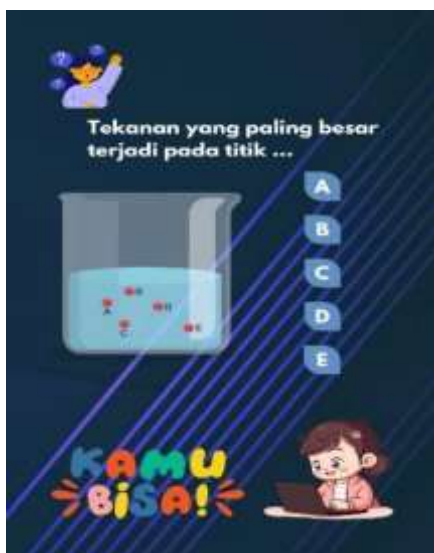 Tekanan yang paling besar
terjadi pada titik ...
A
B
C
D
E
A
C
E
KAMU
BISA!